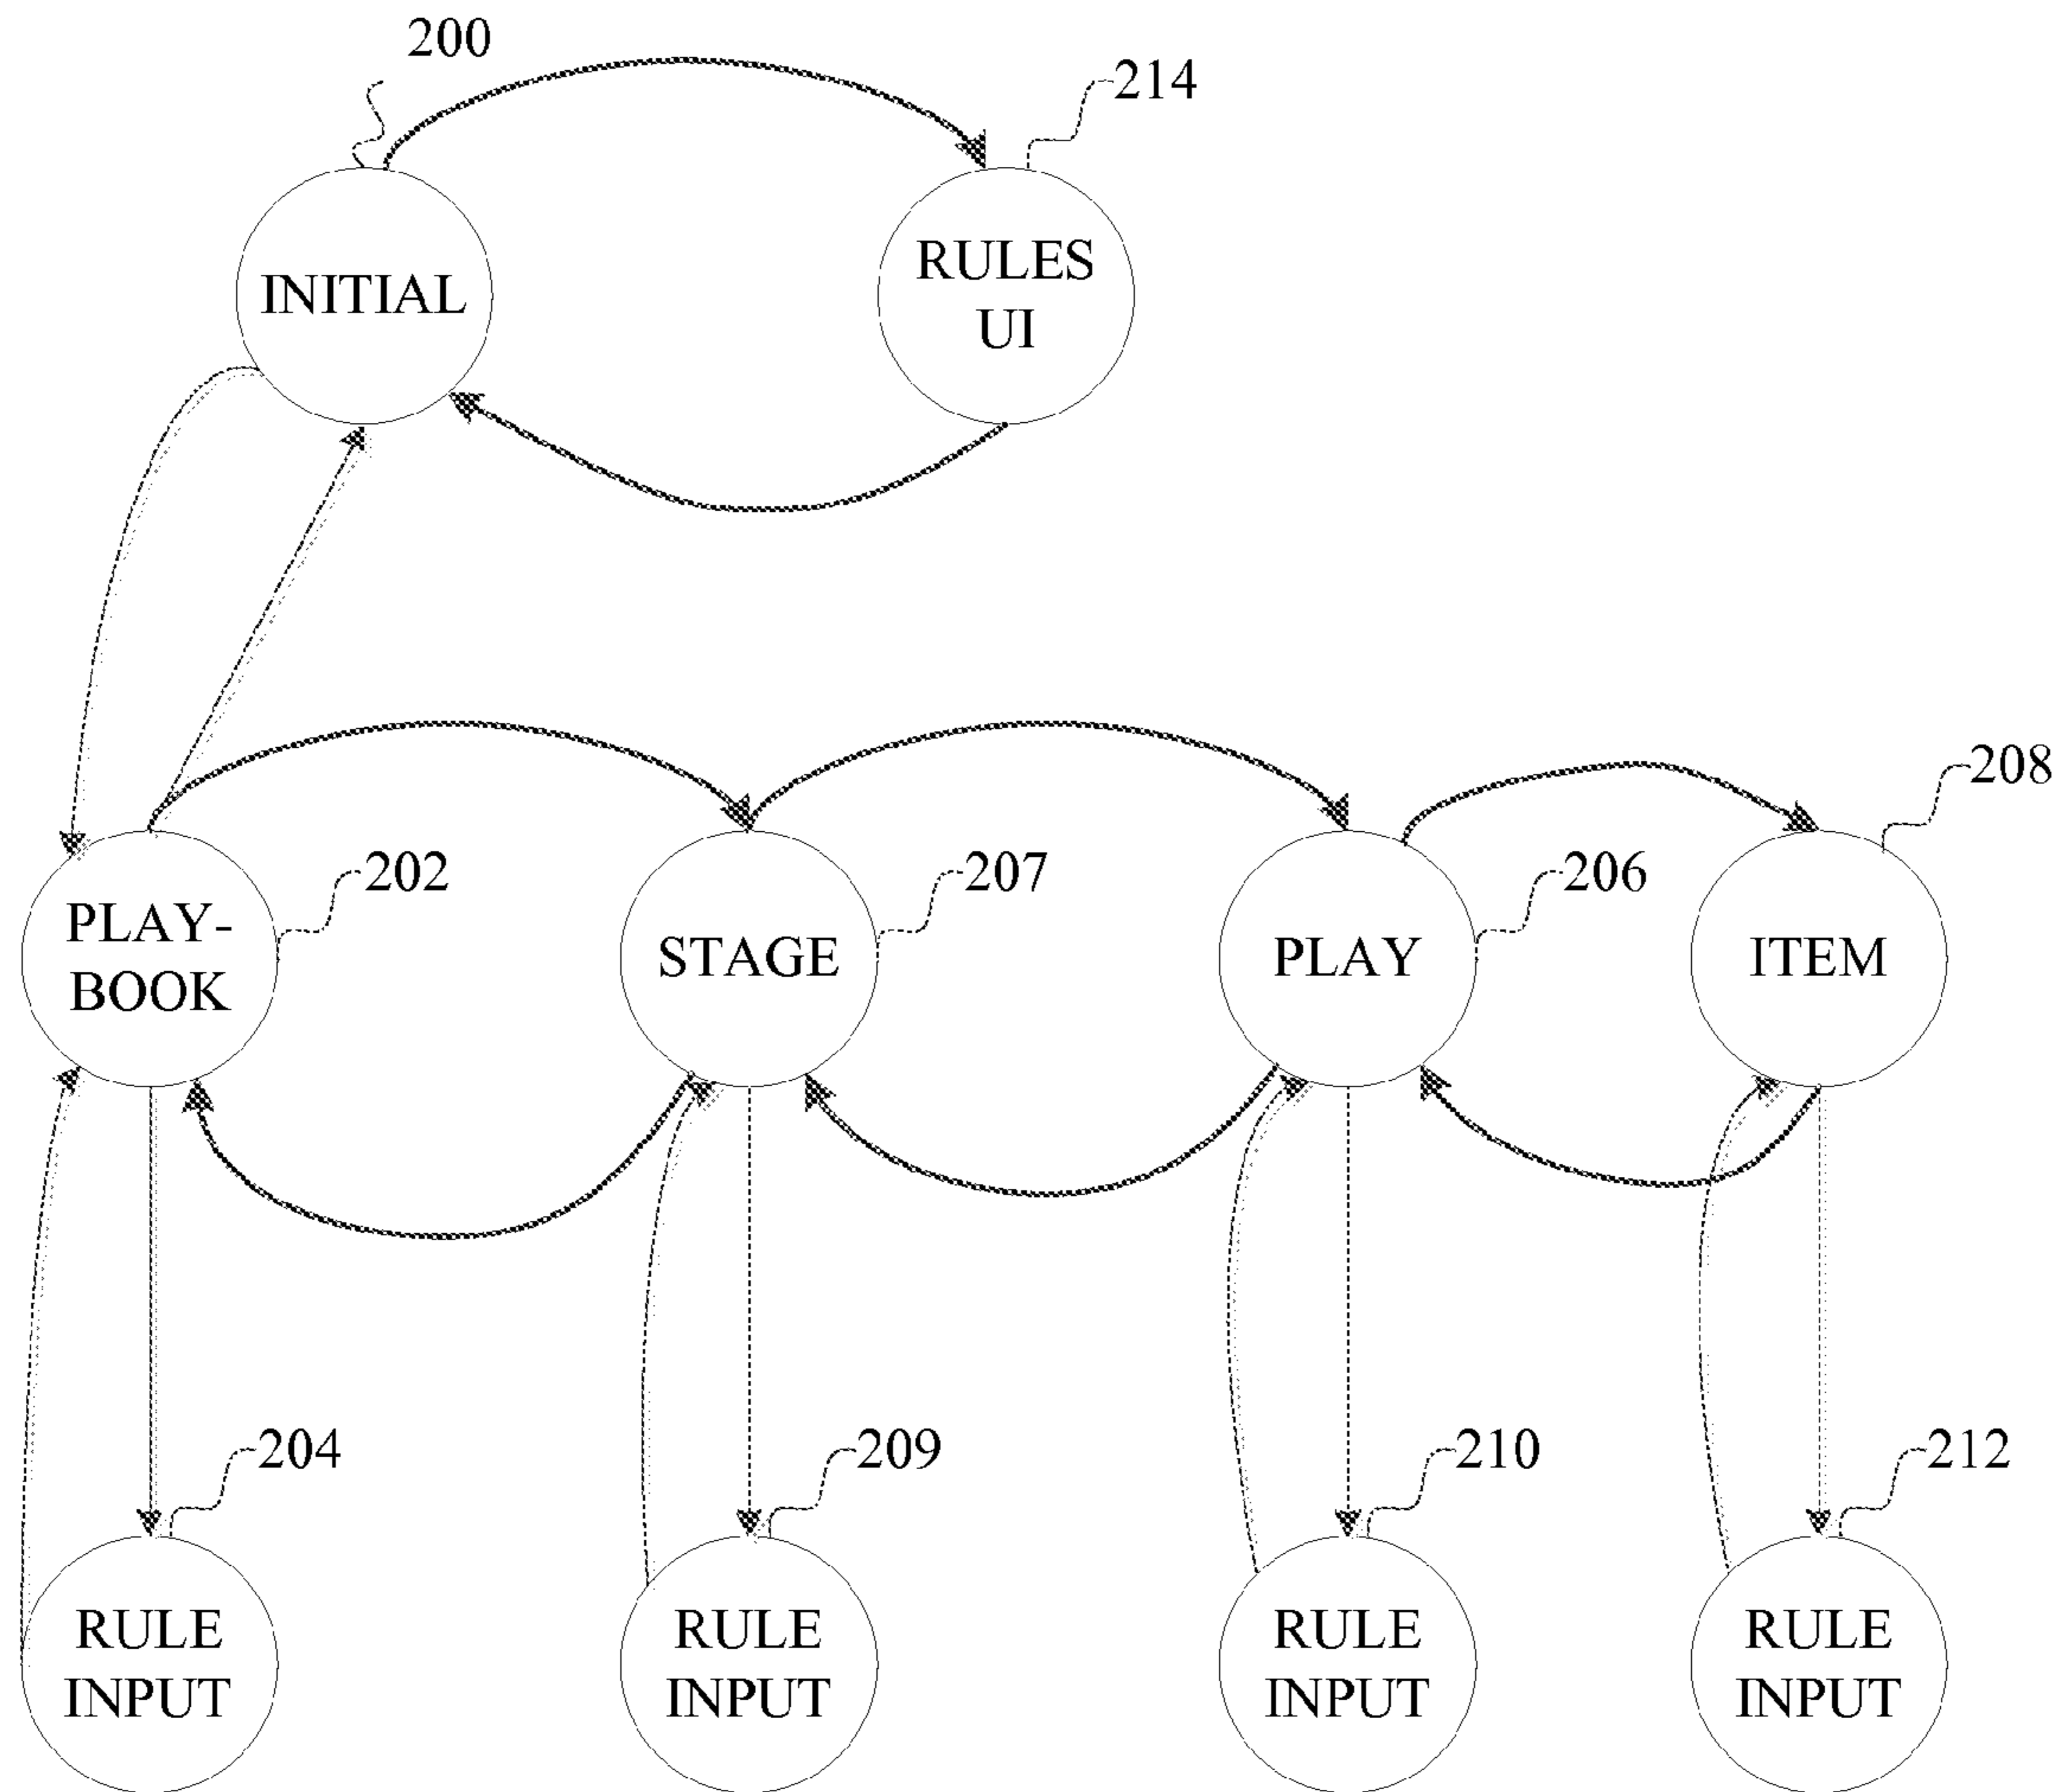 200
214
INITIAL
RULES
UI
208
202
207
206
PLAY-
BOOK
STAGE
PLAY
ITEM
204
209
210
212
RULE
INPUT
RULE
INPUT
RULE
INPUT
RULE
INPUT